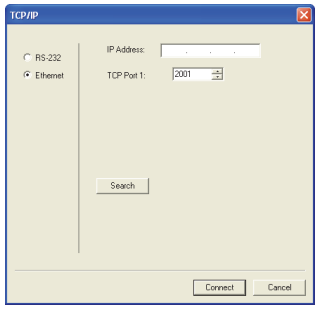 TCP/IP
RS-232
Ethernet
IP Address: . . .
TCP Port 1: 2001
Search
Connect Cancel